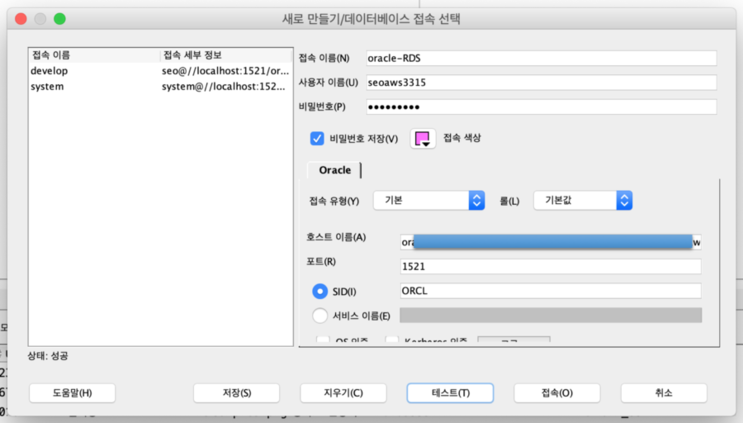 새로 만들기/데이터베이스 접속 선택
접속 이름 접속 세부 정보
develop seo@//localhost:1521/or...
system system@//localhost:152...
접속 이름(N) oracle-RDS
사용자 이름(U) seoaws3315
비밀번호(P) •••••••••
비밀번호 저장(V) 접속 색상
Oracle
접속 유형(Y) 기본 롤(L) 기본값
호스트 이름(A)
포트(R) 1521
SID(I) ORCL
서비스 이름(E)
OS 인증 Kerberos 인증 고급
상태: 성공
도움말(H) 저장(S) 지우기(C) 테스트(T) 접속(O) 취소